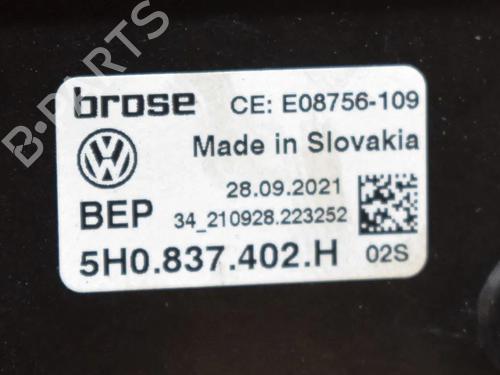 B-PARTS
brose CE: E08756-109
Made in Slovakia
28.09.2021
BEP 34_210928.223252
5H0.837.402.H 02S